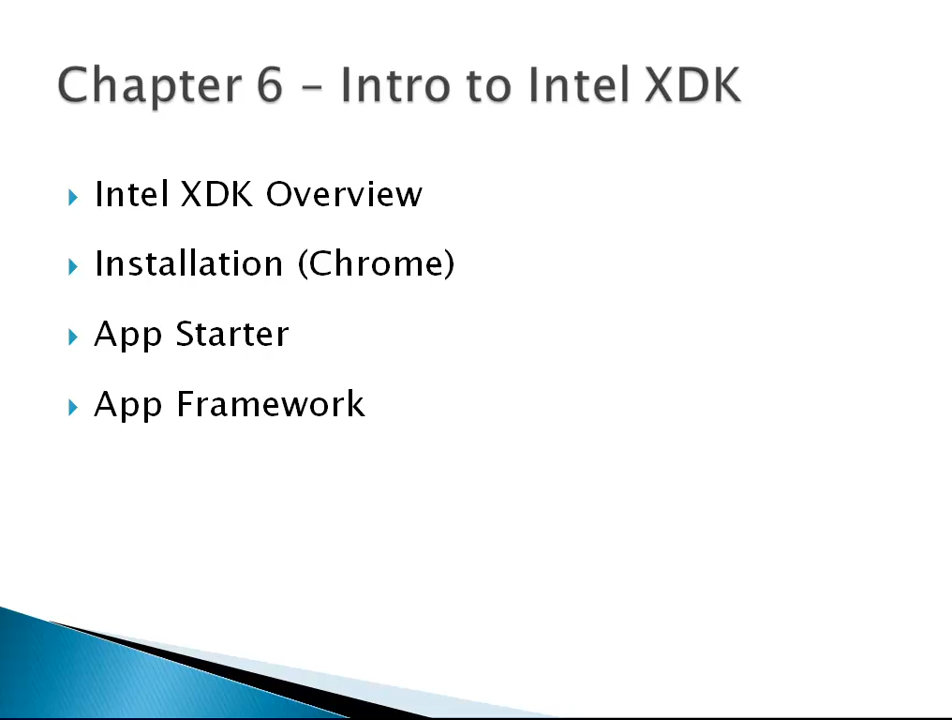 Chapter 6 – Intro to Intel XDK
Intel XDK Overview
Installation (Chrome)
App Starter
App Framework